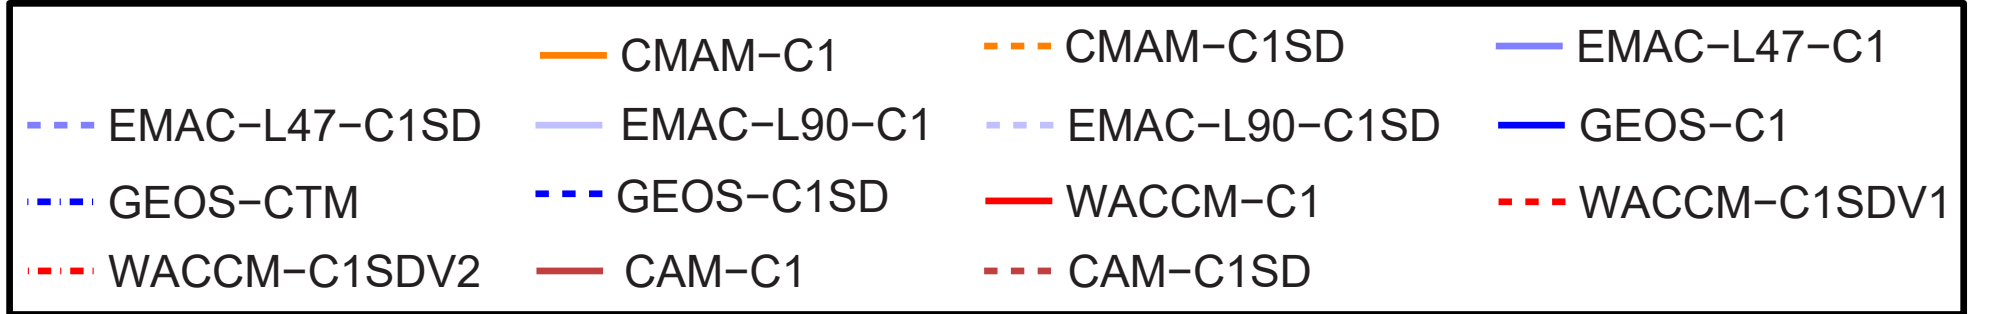 CMAM−C1 CMAM−C1SD EMAC−L47−C1
EMAC−L47−C1SD EMAC−L90−C1 EMAC−L90−C1SD GEOS−C1
GEOS−CTM GEOS−C1SD WACCM−C1 WACCM−C1SDV1
WACCM−C1SDV2 CAM−C1 CAM−C1SD